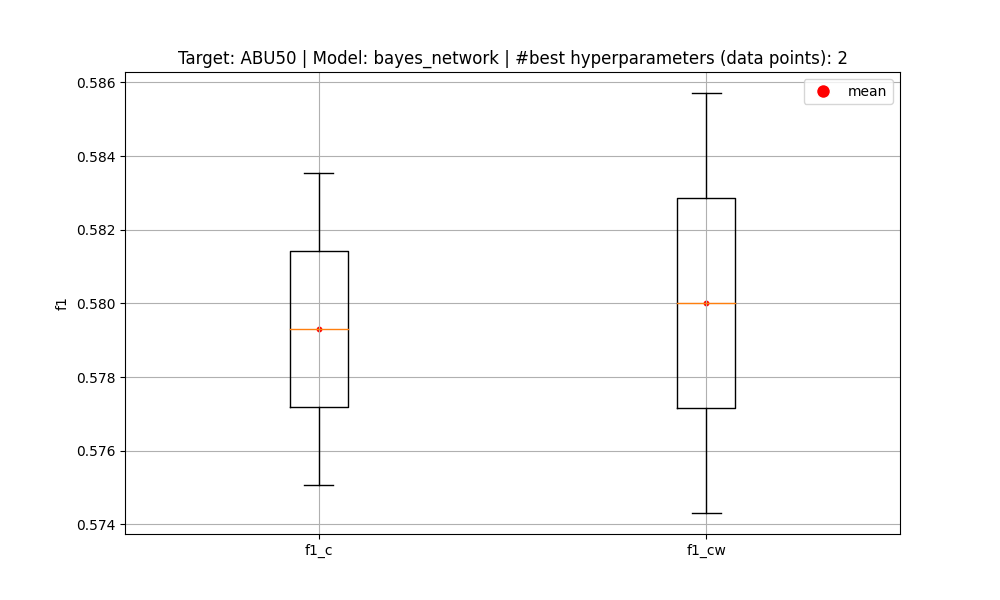 Target: ABU50 | Model: bayes_network | #best hyperparameters (data points): 2
mean
f1
0.586
0.584
0.582
0.580
0.578
0.576
0.574
f1_c
f1_cw